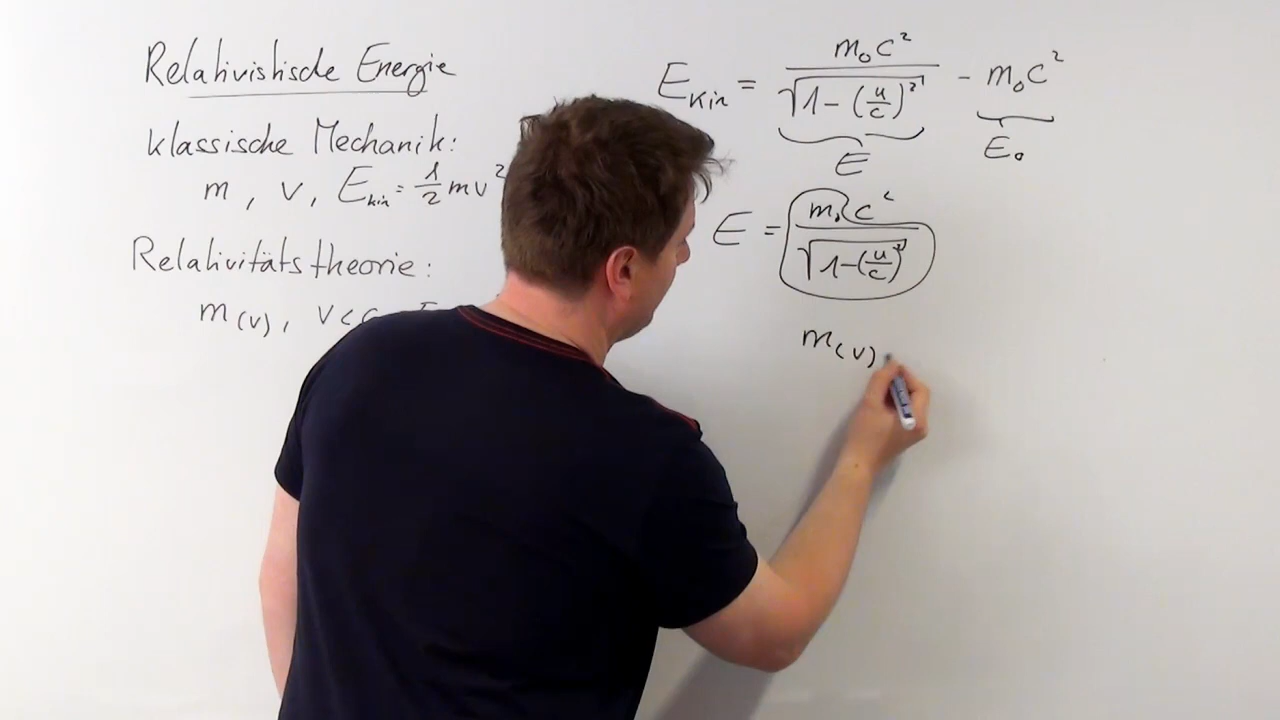 Relativistische Energie
klassische Mechanik:
m, v, E_kin = 1/2 mv²
Relativitätstheorie:
m(v), v<c
E_Kin = m₀c² / √(1-(u/c)²) - m₀c²
E E₀
E = m₀c² / √(1-(u/c)²)
m(v)